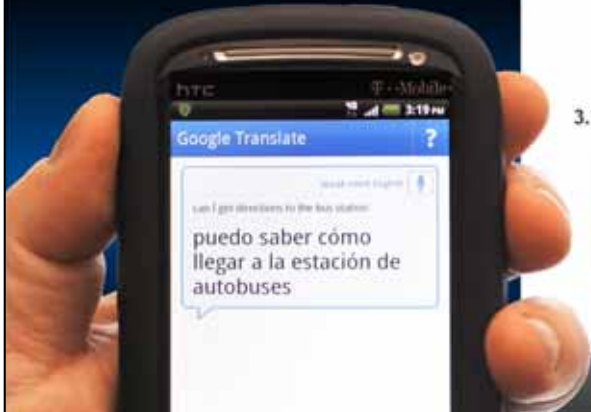 3.
hTC
T··Mobile
3:19 PM
Google Translate ?
speak more English
can I get directions to the bus station
puedo saber cómo
llegar a la estación de
autobuses